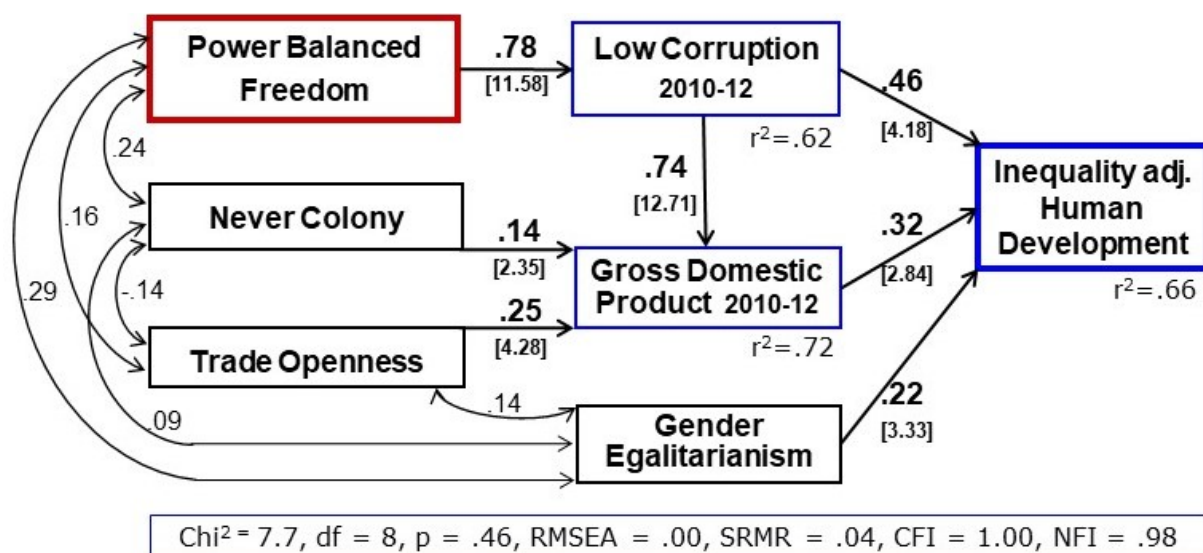 Power Balanced
Freedom
.78
[11.58]
Low Corruption
2010-12
r²=.62
.46
[4.18]
.24
.74
[12.71]
Inequality adj.
Human
Development
r²=.66
Never Colony
.14
[2.35]
.16
.32
[2.84]
Gross Domestic
Product 2010-12
r²=.72
.29
-.14
.25
[4.28]
Trade Openness
.14
.22
[3.33]
.09
Gender
Egalitarianism
Chi² = 7.7, df = 8, p = .46, RMSEA = .00, SRMR = .04, CFI = 1.00, NFI = .98